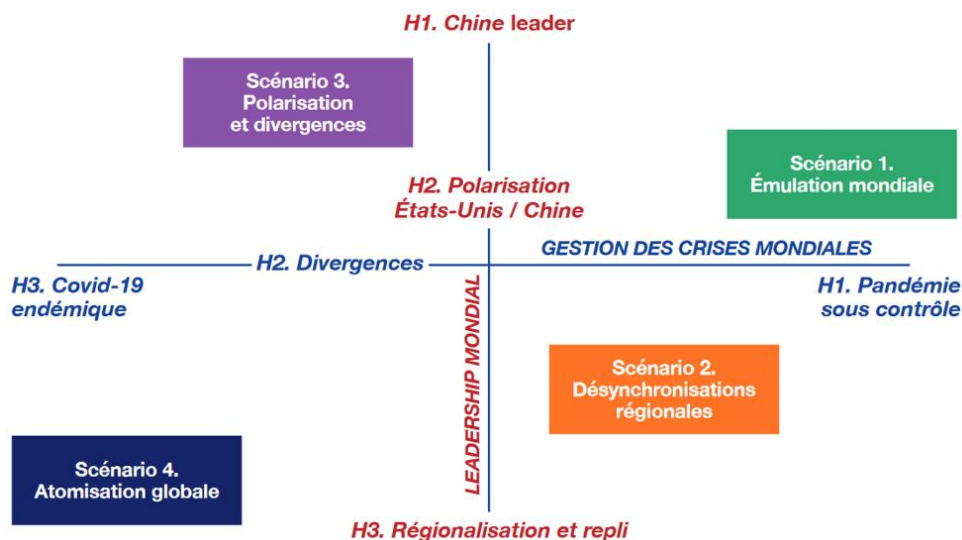 H1. Chine leader
Scénario 3.
Polarisation
et divergences
Scénario 1.
Émulation mondiale
H2. Polarisation
États-Unis / Chine
GESTION DES CRISES MONDIALES
H2. Divergences
H3. Covid-19
endémique
H1. Pandémie
sous contrôle
LEADERSHIP MONDIAL
Scénario 2.
Désynchronisations
régionales
Scénario 4.
Atomisation globale
H3. Régionalisation et repli